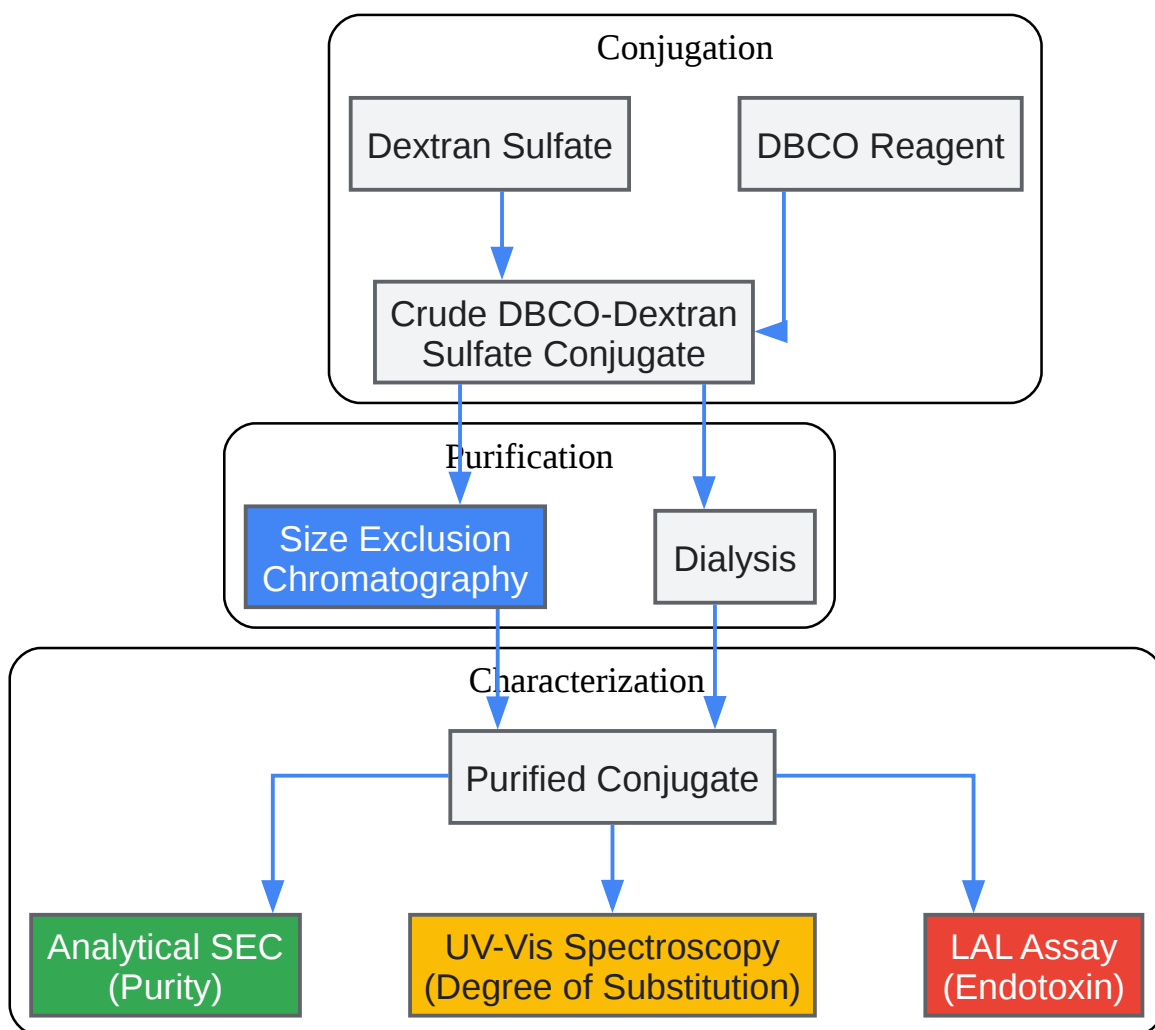 Conjugation
Dextran Sulfate
DBCO Reagent
Crude DBCO-Dextran
Sulfate Conjugate
Purification
Size Exclusion
Chromatography
Dialysis
Characterization
Purified Conjugate
Analytical SEC
(Purity)
UV-Vis Spectroscopy
(Degree of Substitution)
LAL Assay
(Endotoxin)